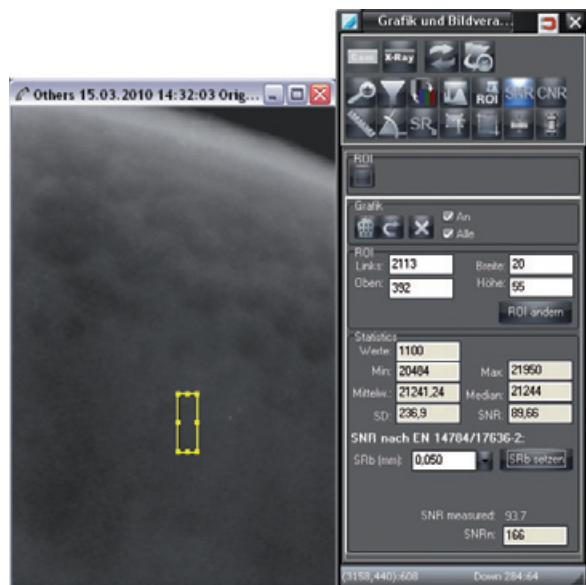 Others 15.03.2010 14:32:03 Orig...
Grafik und Bildvera...
Cam X-Ray
ROI SNR CNR
SR
ROI
Grafik
An
Alle
ROI
Links: 2113 Breite: 20
Oben: 392 Höhe: 55
ROI ändern
Statistics
Werte: 1100
Min: 20484 Max: 21950
Mittelw.: 21241,24 Median: 21244
SD: 236,9 SNR: 89,66
SNR nach EN 14784/17636-2:
SRb (mm): 0,050 SRb setzen
SNR measured: 93.7
SNRn: 166
(3158,440):608 Down 284:64